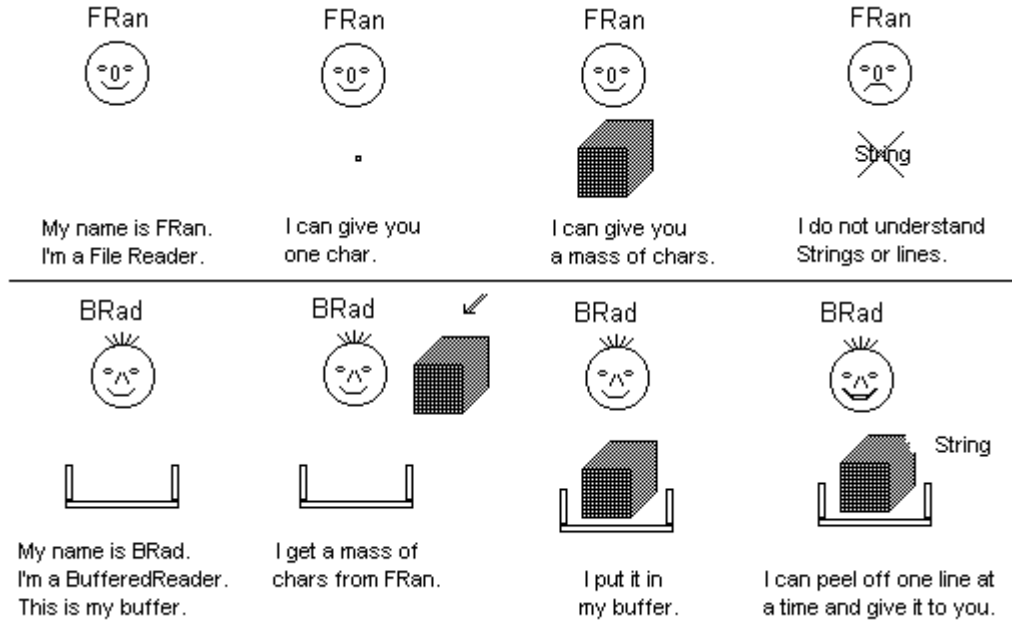 FRan
My name is FRan.
I'm a File Reader.
FRan
I can give you
one char.
FRan
I can give you
a mass of chars.
FRan
String
I do not understand
Strings or lines.
BRad
My name is BRad.
I'm a BufferedReader.
This is my buffer.
BRad
I get a mass of
chars from FRan.
BRad
I put it in
my buffer.
BRad
String
I can peel off one line at
a time and give it to you.